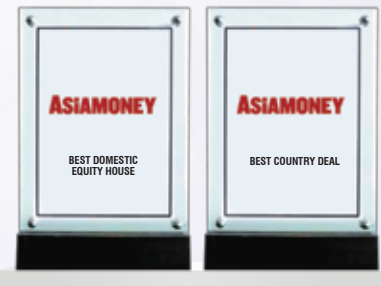 ASIAMONEY
BEST DOMESTIC
EQUITY HOUSE
ASIAMONEY
BEST COUNTRY DEAL